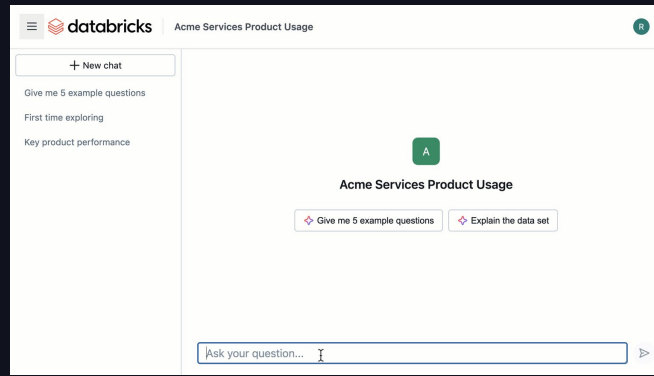 databricks
Acme Services Product Usage
R
New chat
Give me 5 example questions
First time exploring
Key product performance
A
Acme Services Product Usage
Give me 5 example questions
Explain the data set
Ask your question...